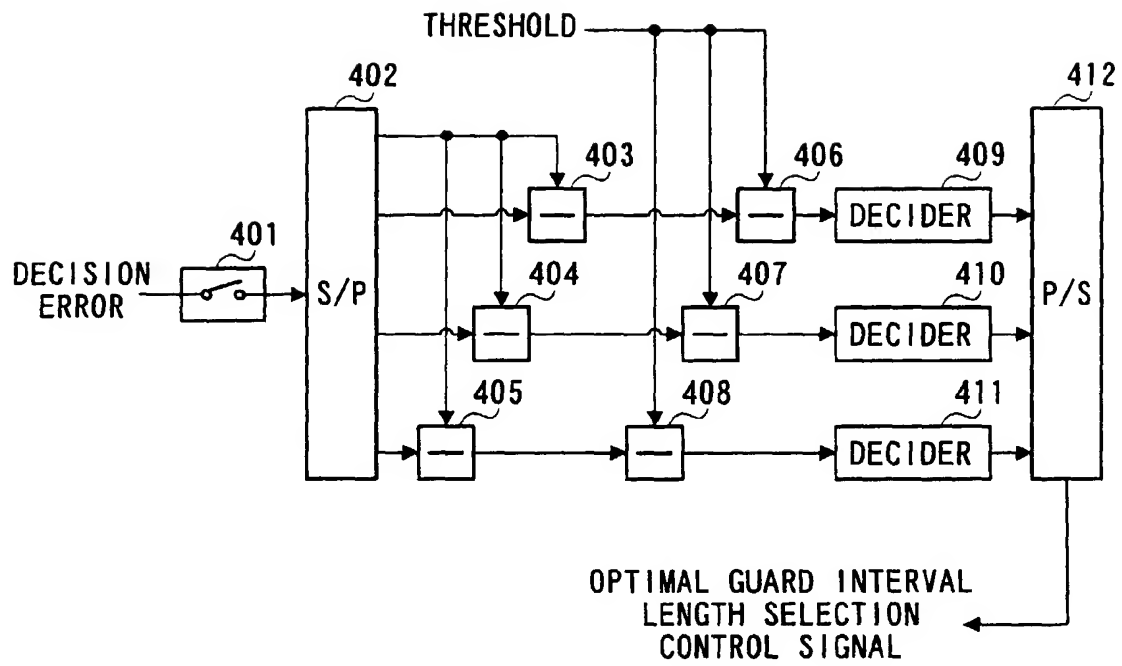 THRESHOLD
402
412
403
406
409
DECIDER
401
DECISION
ERROR
S/P
404
407
410
DECIDER
P/S
405
408
411
DECIDER
OPTIMAL GUARD INTERVAL
LENGTH SELECTION
CONTROL SIGNAL